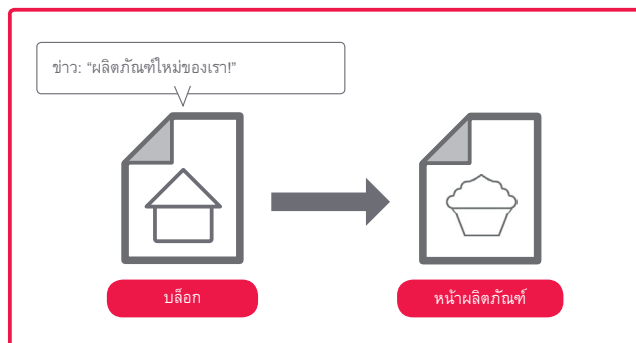 ข่าว: “ผลิตภัณฑ์ใหม่ของเรา!”
บล็อก
หน้าผลิตภัณฑ์